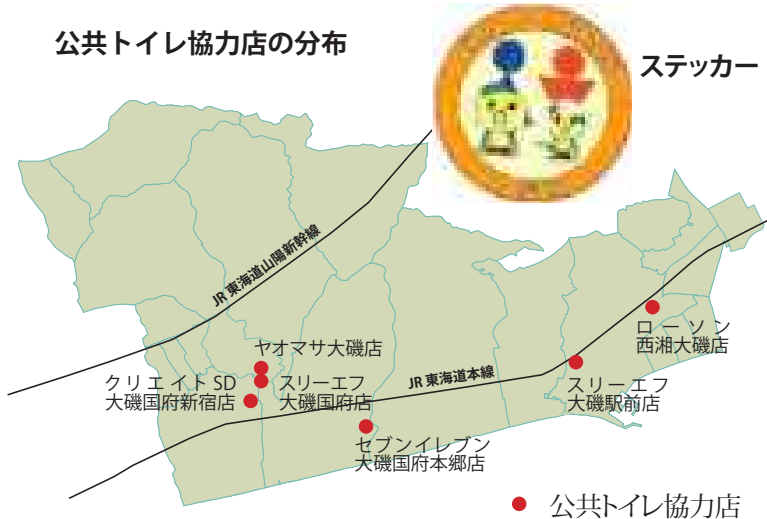 公共トイレ協力店の分布
ステッカー
JR 東海道山陽新幹線
ヤオマサ大磯店
クリエイト SD
大磯国府新宿店
スリーエフ
大磯国府店
JR 東海道本線
セブンイレブン
大磯国府本郷店
スリーエフ
大磯駅前店
ローソン
西湘大磯店
公共トイレ協力店